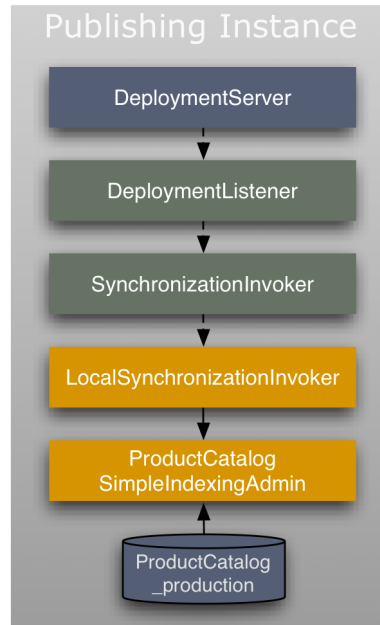 Publishing Instance
DeploymentServer
DeploymentListener
SynchronizationInvoker
LocalSynchronizationInvoker
ProductCatalog
SimpleIndexingAdmin
ProductCatalog
_production